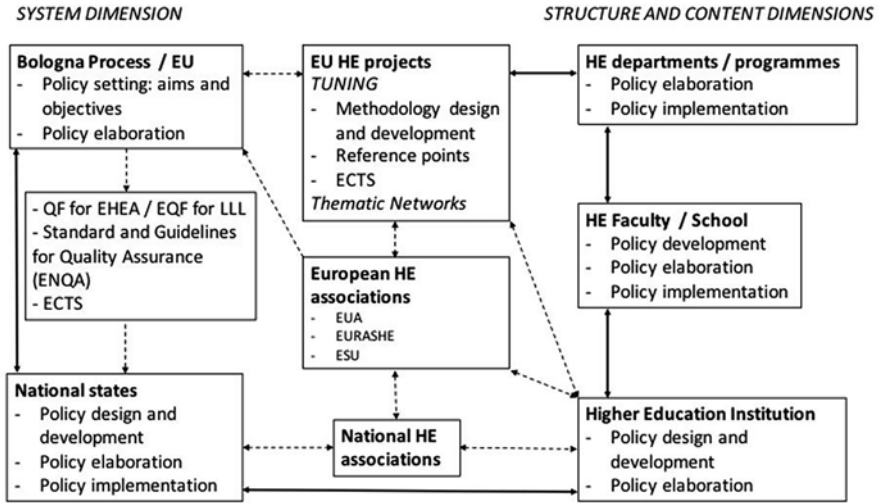 SYSTEM DIMENSION
STRUCTURE AND CONTENT DIMENSIONS
Bologna Process / EU
- Policy setting: aims and
objectives
- Policy elaboration
EU HE projects
TUNING
- Methodology design
and development
- Reference points
- ECTS
Thematic Networks
HE departments / programmes
- Policy elaboration
- Policy implementation
- QF for EHEA / EQF for LLL
- Standard and Guidelines
for Quality Assurance
(ENQA)
- ECTS
European HE
associations
- EUA
- EURASHE
- ESU
HE Faculty / School
- Policy development
- Policy elaboration
- Policy implementation
National states
- Policy design and
development
- Policy elaboration
- Policy implementation
National HE
associations
Higher Education Institution
- Policy design and
development
- Policy elaboration